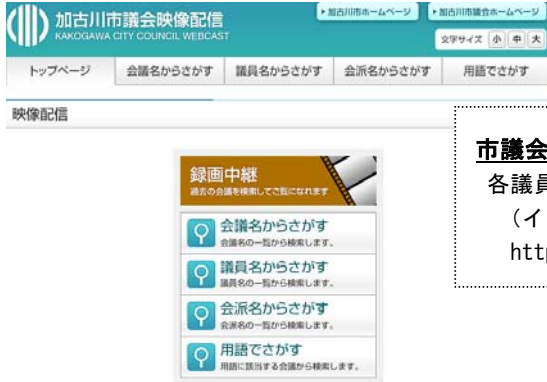 加古川市議会映像配信
KAKOGAWA CITY COUNCIL WEBCAST
加古川市ホームページ
加古川市議会ホームページ
文字サイズ 小 中 大
トップページ 会議名からさがす 議員名からさがす 会派名からさがす 用語でさがす
映像配信
録画中継
過去の会議を検索してご覧になれます
会議名からさがす
会議名の一覧から検索します。
議員名からさがす
議員名の一覧から検索します。
会派名からさがす
会派名の一覧から検索します。
用語でさがす
用語に該当する会議から検索します。
市議会
各議員
（イ
http